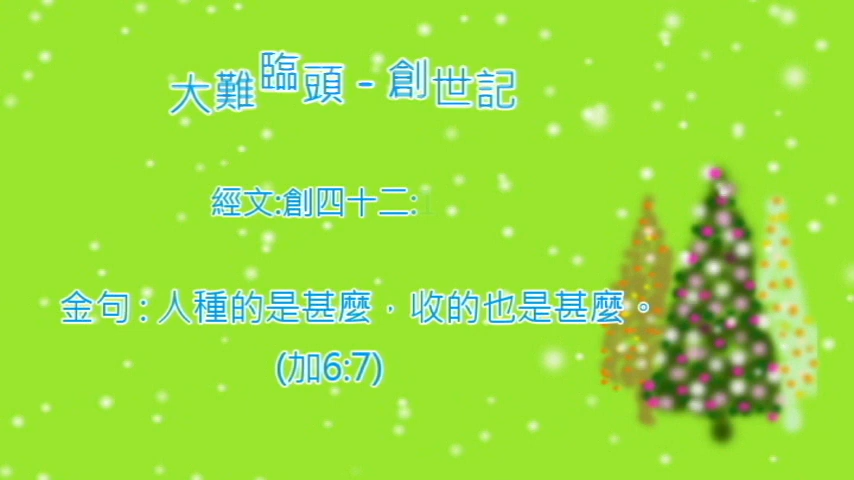 大難臨頭 - 創世記
經文:創四十二:
金句 : 人種的是甚麼，收的也是甚麼。
(加6:7)